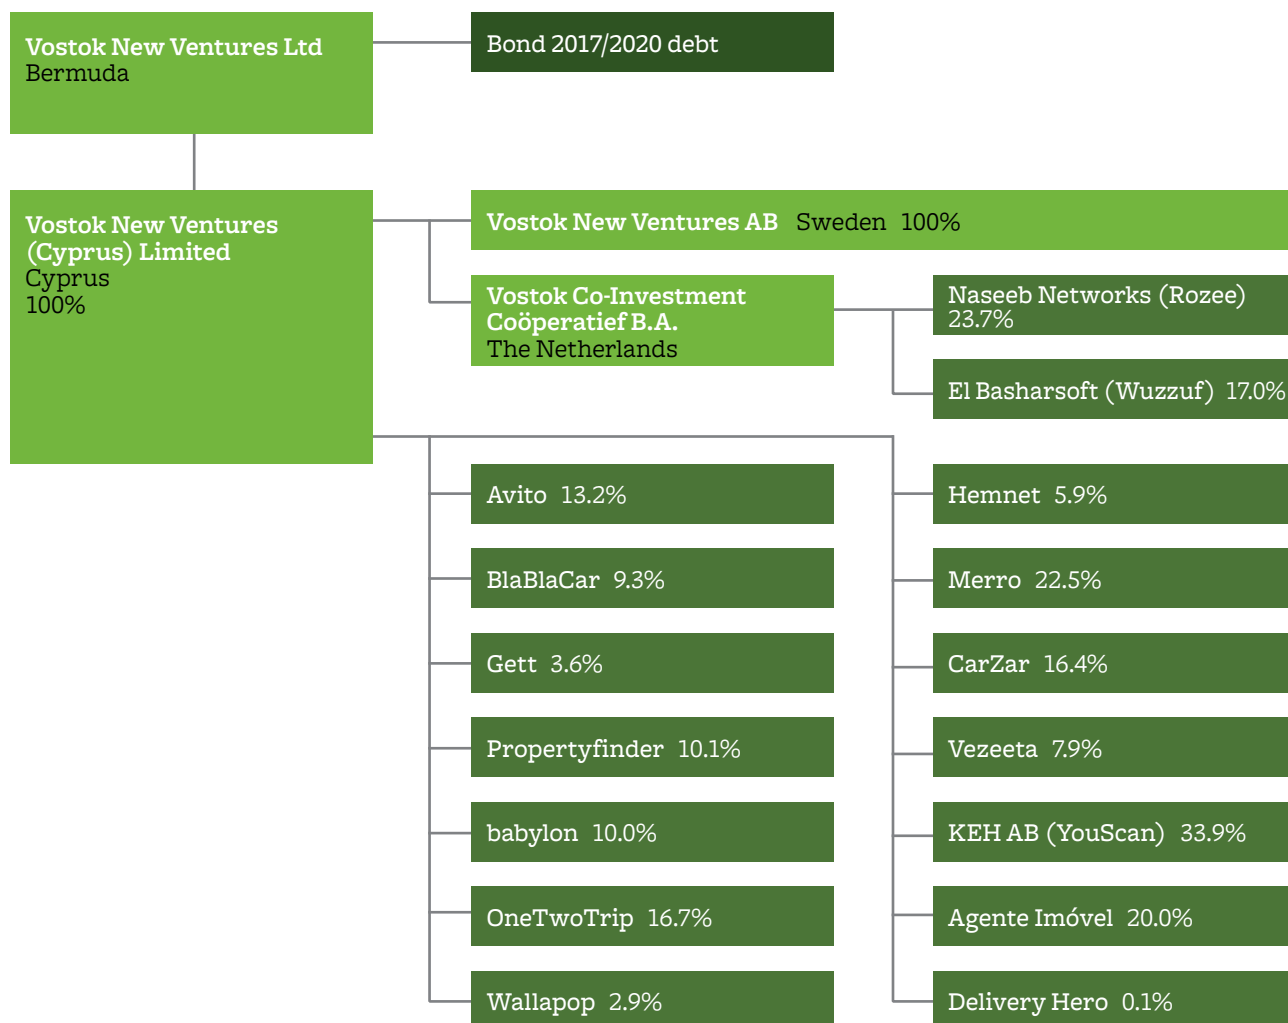 Vostok New Ventures Ltd
Bermuda
Bond 2017/2020 debt
Vostok New Ventures
(Cyprus) Limited
Cyprus
100%
Vostok New Ventures AB Sweden 100%
Vostok Co-Investment
Coöperatief B.A.
The Netherlands
Naseeb Networks (Rozee)
23.7%
El Basharsoft (Wuzzuf) 17.0%
Avito 13.2%
BlaBlaCar 9.3%
Gett 3.6%
Propertyfinder 10.1%
babylon 10.0%
OneTwoTrip 16.7%
Wallapop 2.9%
Hemnet 5.9%
Merro 22.5%
CarZar 16.4%
Vezeeta 7.9%
KEH AB (YouScan) 33.9%
Agente Imóvel 20.0%
Delivery Hero 0.1%